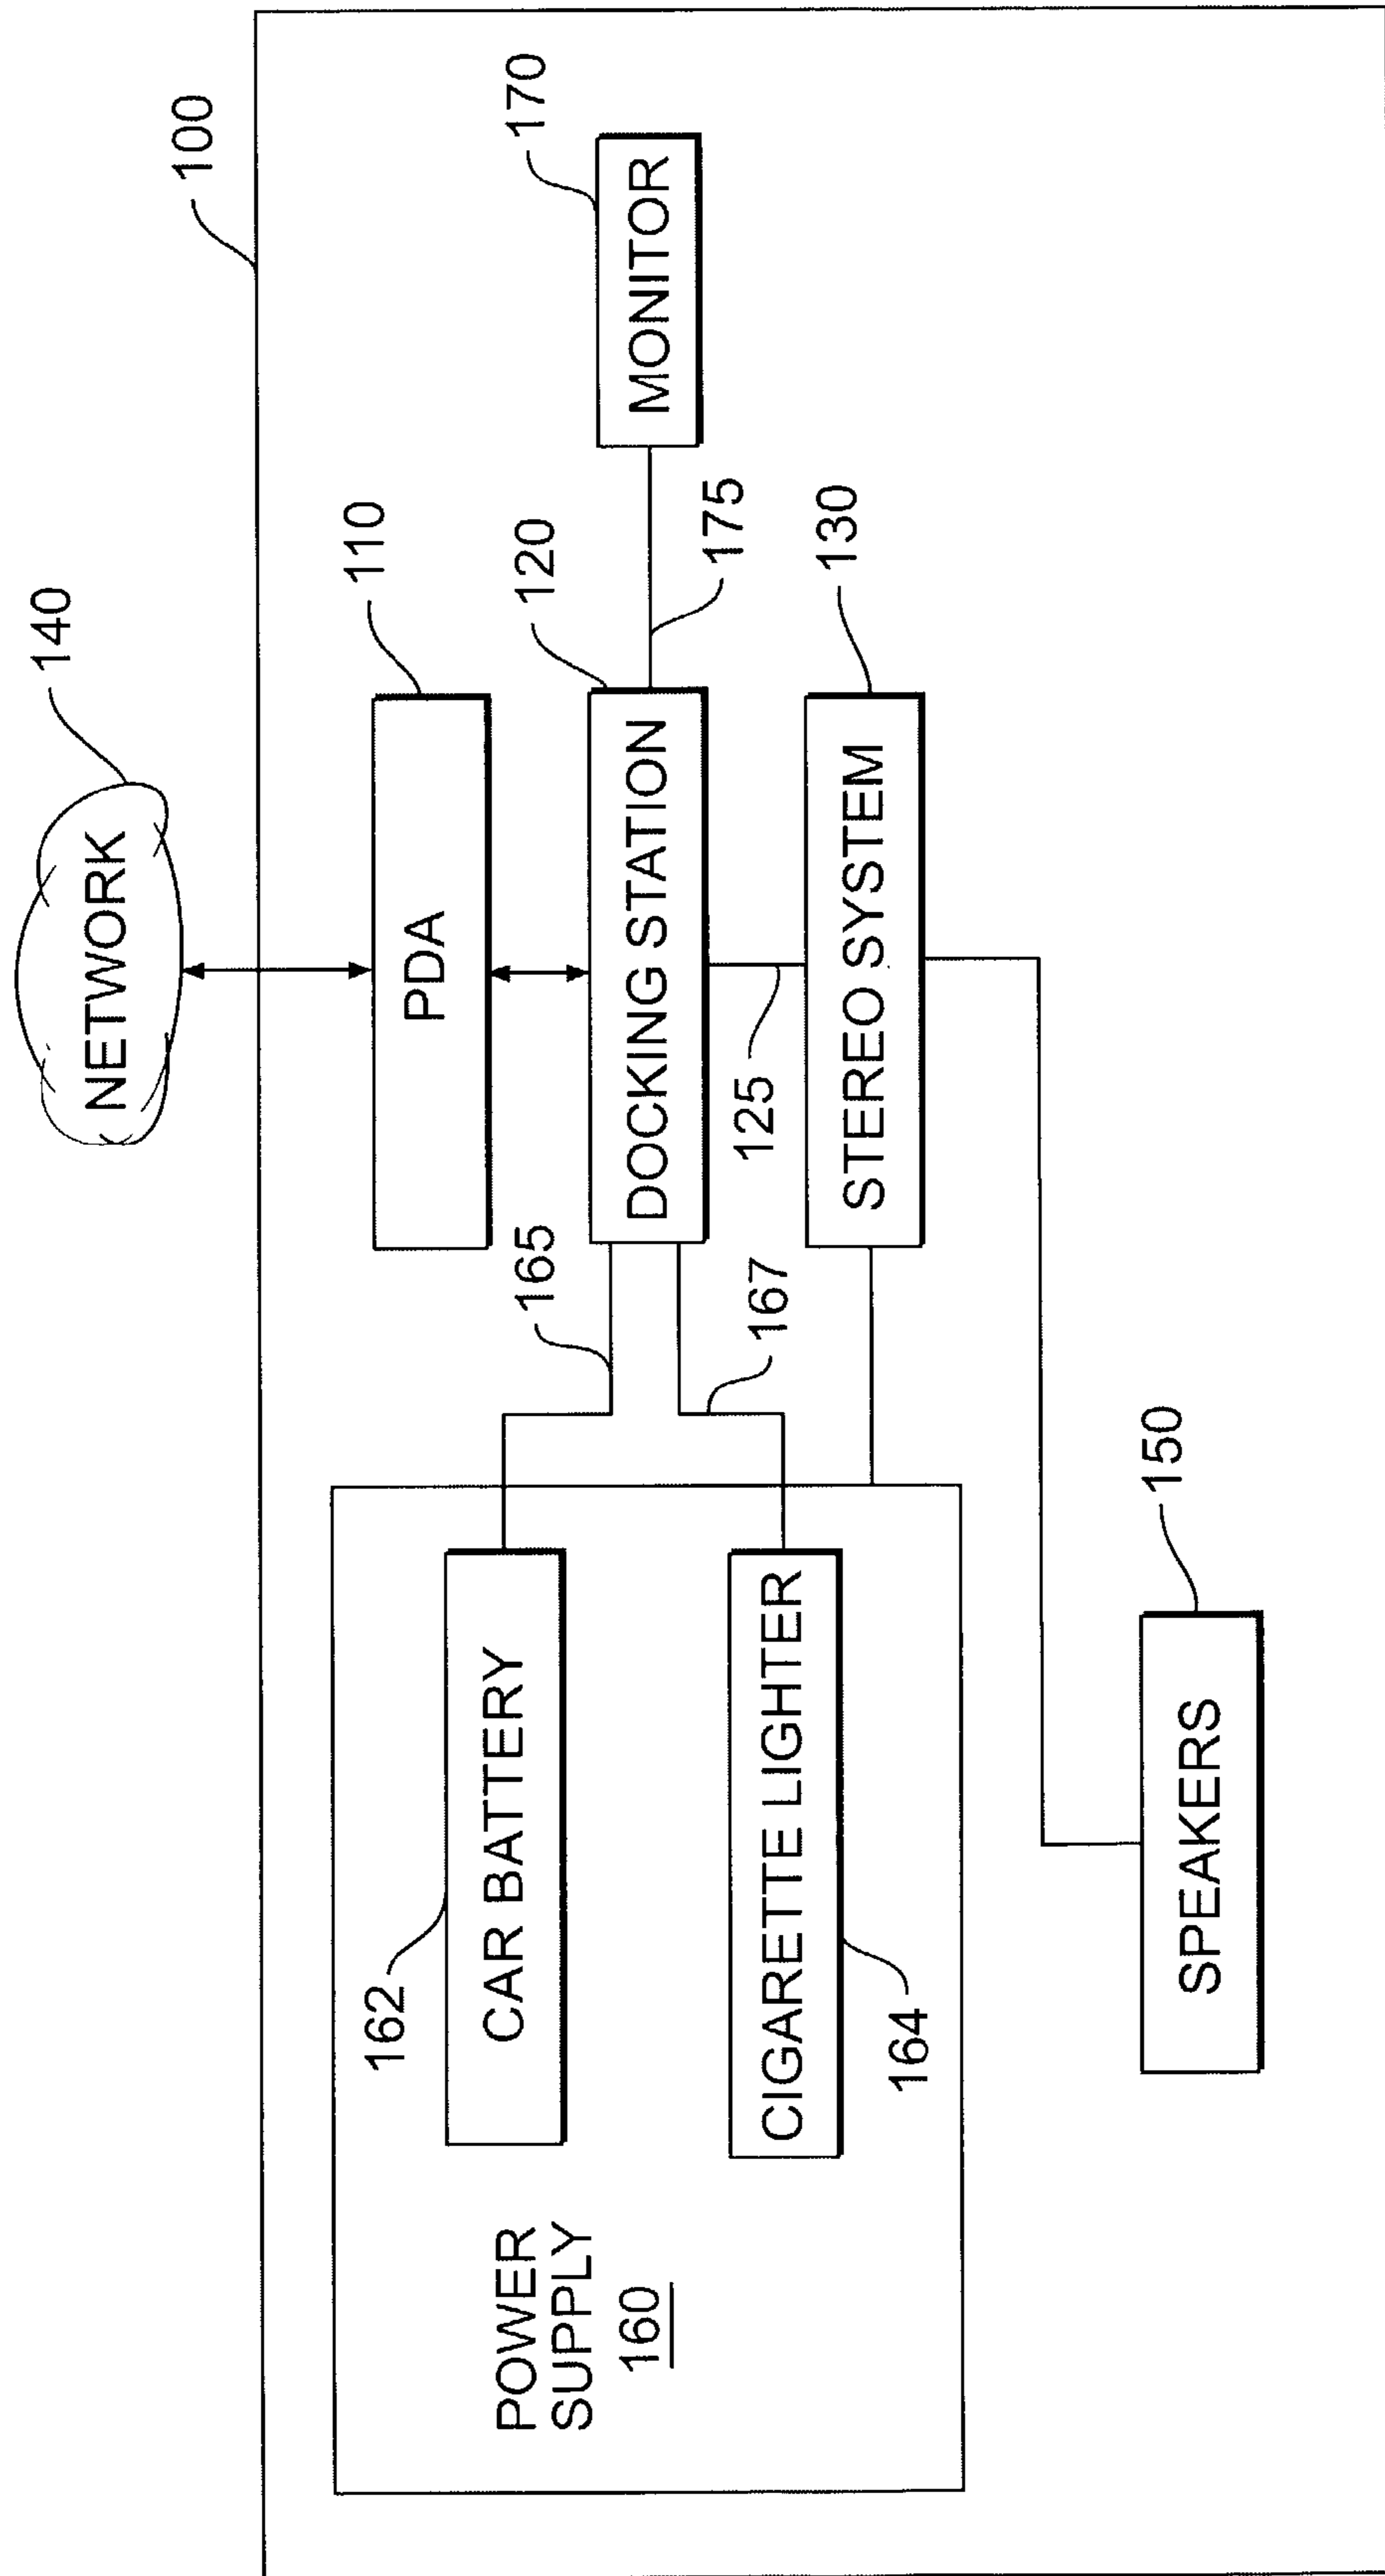 NETWORK
140
100
PDA
110
DOCKING STATION
120
MONITOR
170
175
165
167
125
STEREO SYSTEM
130
162
CAR BATTERY
CIGARETTE LIGHTER
164
POWER
SUPPLY
160
SPEAKERS
150